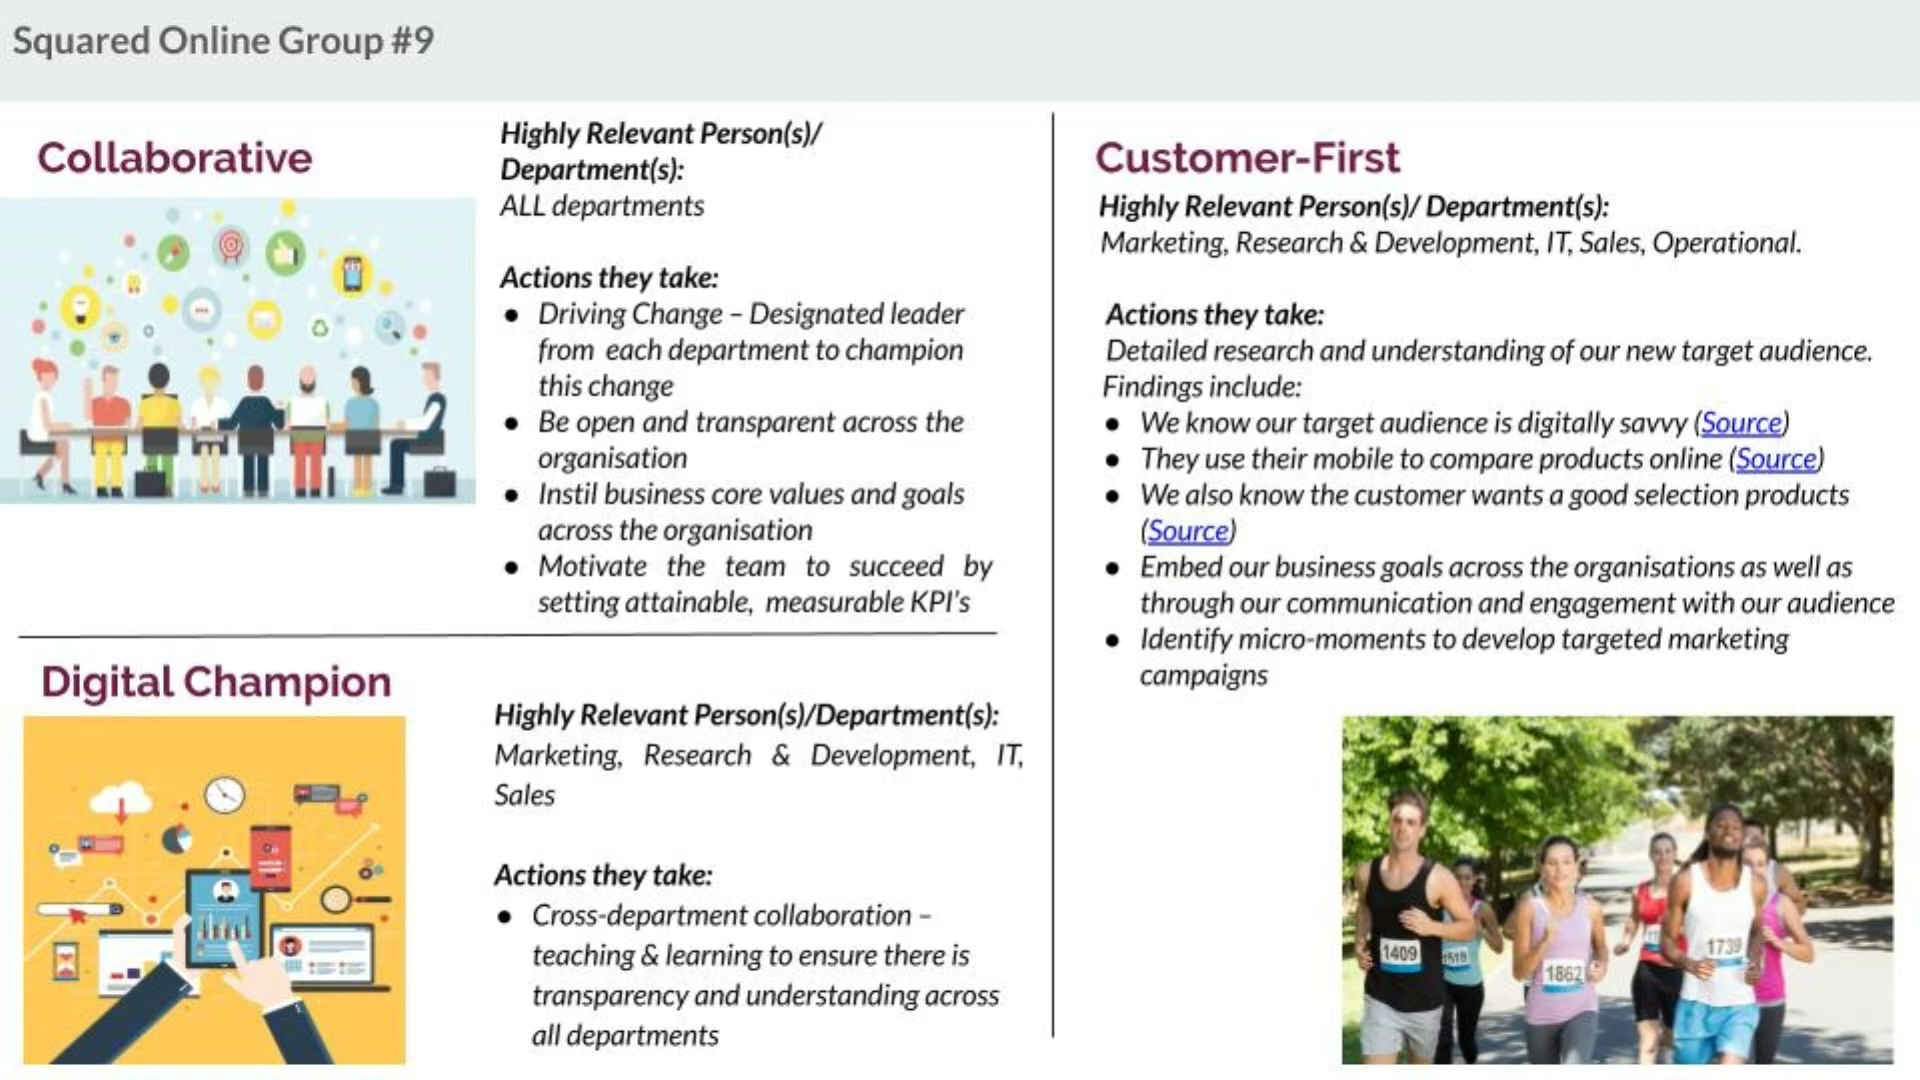 Squared Online Group #9
Collaborative
Highly Relevant Person(s)/
Department(s):
ALL departments
Actions they take:
● Driving Change – Designated leader
from each department to champion
this change
● Be open and transparent across the
organisation
● Instil business core values and goals
across the organisation
● Motivate the team to succeed by
setting attainable, measurable KPI's
Digital Champion
Highly Relevant Person(s)/Department(s):
Marketing, Research & Development, IT,
Sales
Actions they take:
● Cross-department collaboration –
teaching & learning to ensure there is
transparency and understanding across
all departments
Customer-First
Highly Relevant Person(s)/ Department(s):
Marketing, Research & Development, IT, Sales, Operational.
Actions they take:
Detailed research and understanding of our new target audience.
Findings include:
● We know our target audience is digitally savvy (Source)
● They use their mobile to compare products online (Source)
● We also know the customer wants a good selection products
(Source)
● Embed our business goals across the organisations as well as
through our communication and engagement with our audience
● Identify micro-moments to develop targeted marketing
campaigns
1409
1862
1739